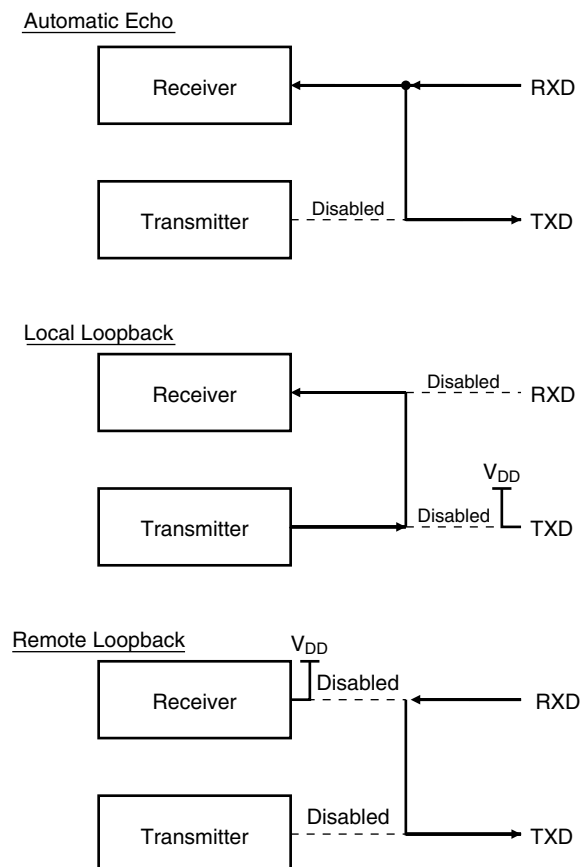 Automatic Echo
Receiver
RXD
Transmitter
Disabled
TXD
Local Loopback
Receiver
Disabled
RXD
VDD
Transmitter
Disabled
TXD
Remote Loopback
VDD
Receiver
Disabled
RXD
Transmitter
Disabled
TXD